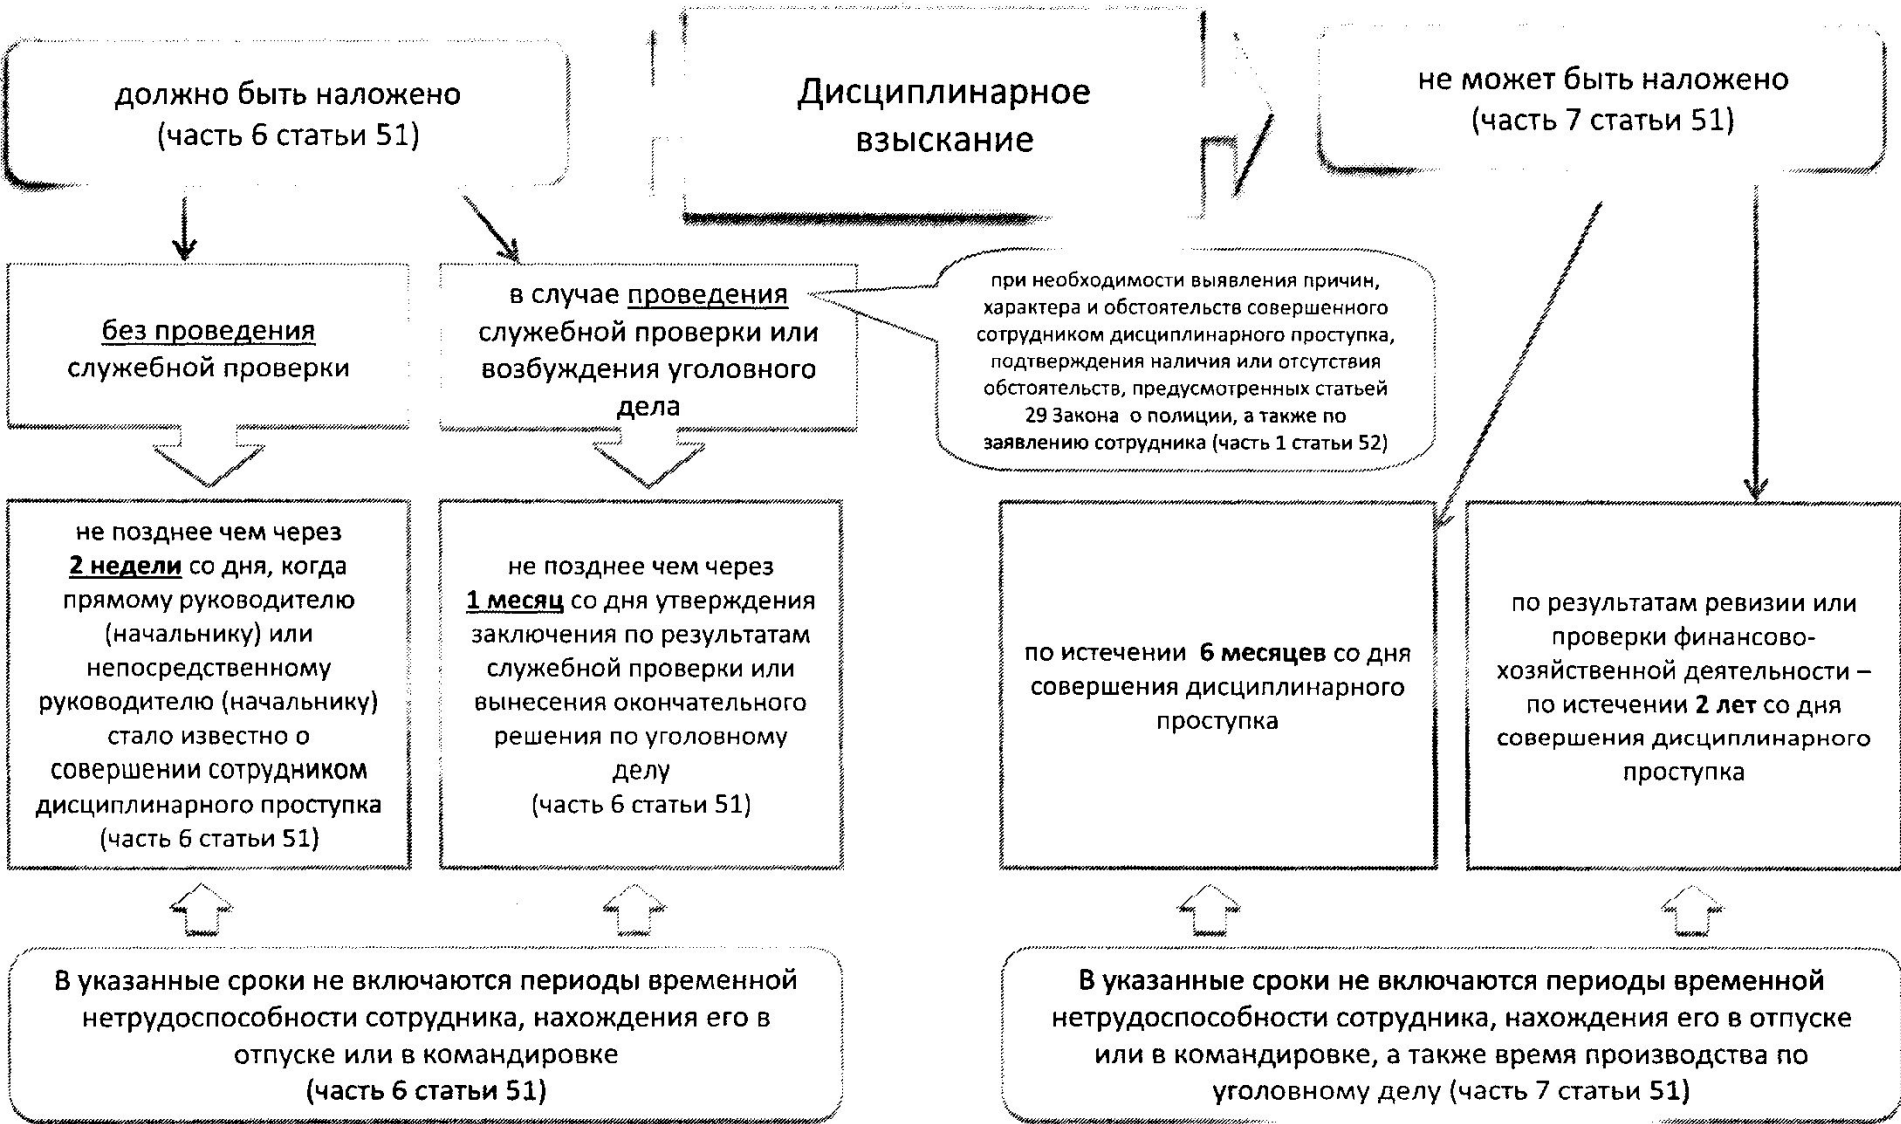 должно быть наложено
(часть 6 статьи 51)
Дисциплинарное
взыскание
не может быть наложено
(часть 7 статьи 51)
без проведения
служебной проверки
в случае проведения
служебной проверки или
возбуждения уголовного
дела
при необходимости выявления причин,
характера и обстоятельств совершенного
сотрудником дисциплинарного проступка,
подтверждения наличия или отсутствия
обстоятельств, предусмотренных статьей
29 Закона о полиции, а также по
заявлению сотрудника (часть 1 статьи 52)
не позднее чем через
2 недели со дня, когда
прямому руководителю
(начальнику) или
непосредственному
руководителю (начальнику)
стало известно о
совершении сотрудником
дисциплинарного проступка
(часть 6 статьи 51)
не позднее чем через
1 месяц со дня утверждения
заключения по результатам
служебной проверки или
вынесения окончательного
решения по уголовному
делу
(часть 6 статьи 51)
по истечении 6 месяцев со дня
совершения дисциплинарного
проступка
по результатам ревизии или
проверки финансово-
хозяйственной деятельности –
по истечении 2 лет со дня
совершения дисциплинарного
проступка
В указанные сроки не включаются периоды временной
нетрудоспособности сотрудника, нахождения его в
отпуске или в командировке
(часть 6 статьи 51)
В указанные сроки не включаются периоды временной
нетрудоспособности сотрудника, нахождения его в отпуске
или в командировке, а также время производства по
уголовному делу (часть 7 статьи 51)